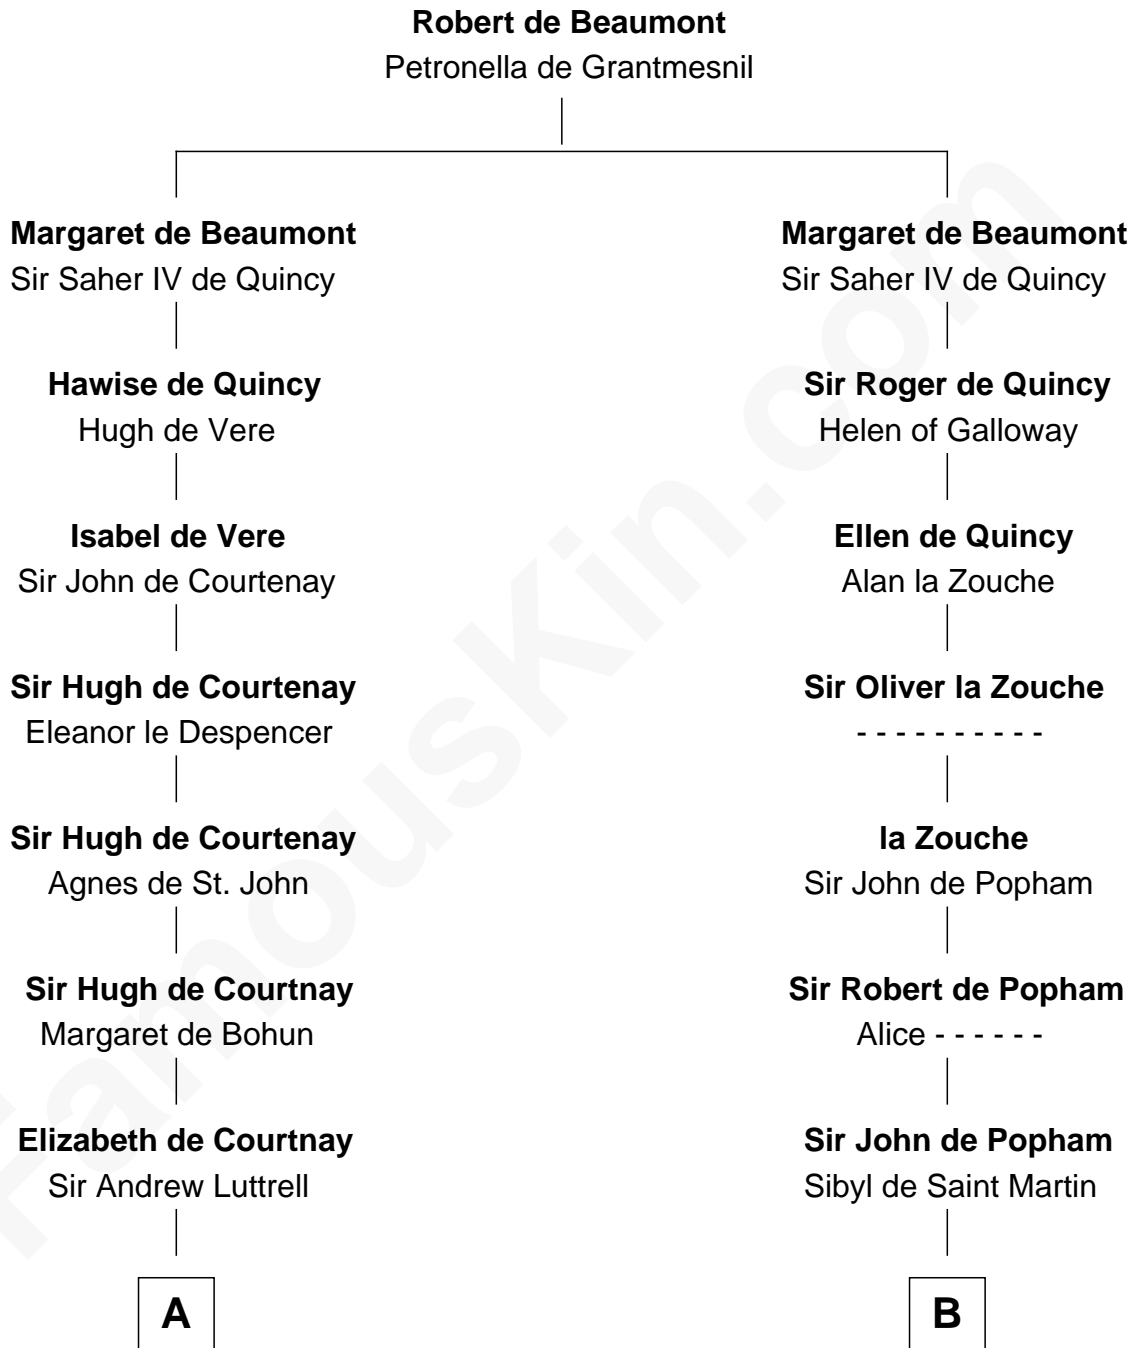 Robert de Beaumont
Petronella de Grantmesnil
Margaret de Beaumont
Sir Saher IV de Quincy
Hawise de Quincy
Hugh de Vere
Isabel de Vere
Sir John de Courtenay
Sir Hugh de Courtenay
Eleanor le Despencer
Sir Hugh de Courtenay
Agnes de St. John
Sir Hugh de Courtnay
Margaret de Bohun
Elizabeth de Courtnay
Sir Andrew Luttrell
A
Margaret de Beaumont
Sir Saher IV de Quincy
Sir Roger de Quincy
Helen of Galloway
Ellen de Quincy
Alan la Zouche
Sir Oliver la Zouche
- - - - - - - - - -
la Zouche
Sir John de Popham
Sir Robert de Popham
Alice - - - - - -
Sir John de Popham
Sibyl de Saint Martin
B
FamousKin.com